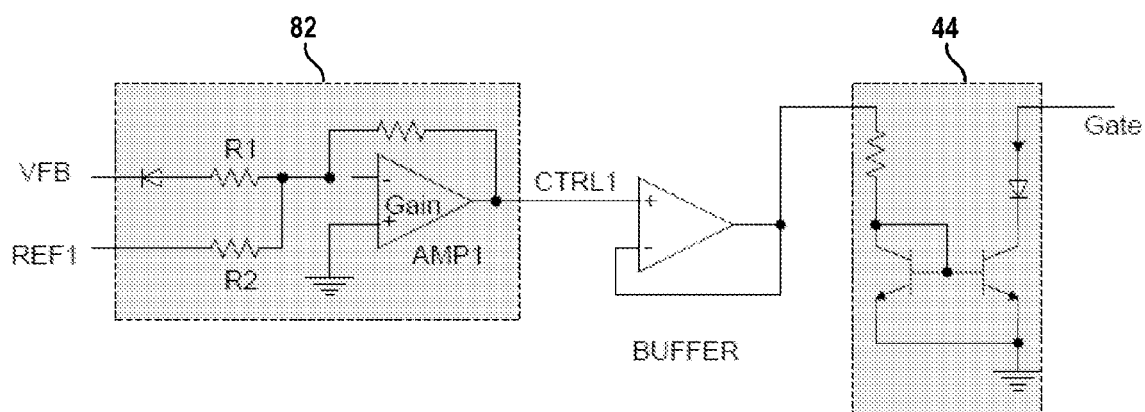 82
44
VFB
R1
REF1
R2
-
Gain
+
AMP1
CTRL1
+
-
BUFFER
Gate